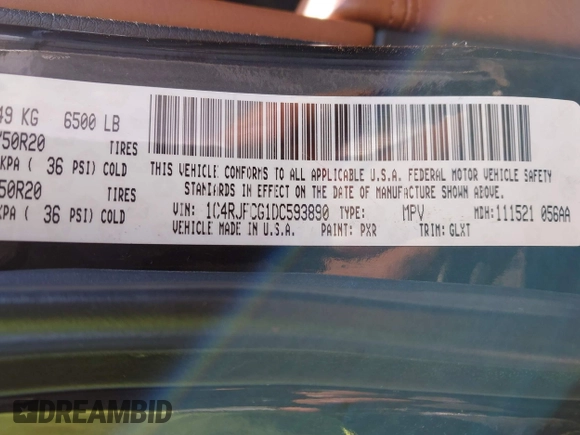 49 KG 6500 LB
/50R20 TIRES
KPA ( 36 PSI) COLD
50R20 TIRES
KPA ( 36 PSI) COLD
THIS VEHICLE CONFORMS TO ALL APPLICABLE U.S.A. FEDERAL MOTOR VEHICLE SAFETY
STANDARDS IN EFFECT ON THE DATE OF MANUFACTURE SHOWN ABOVE.
VIN: 1C4RJFCG1DC593890 TYPE: MPV MDH:111521 056AA
VEHICLE MADE IN U.S.A. PAINT: PXR TRIM: GLXT
DREAMBID